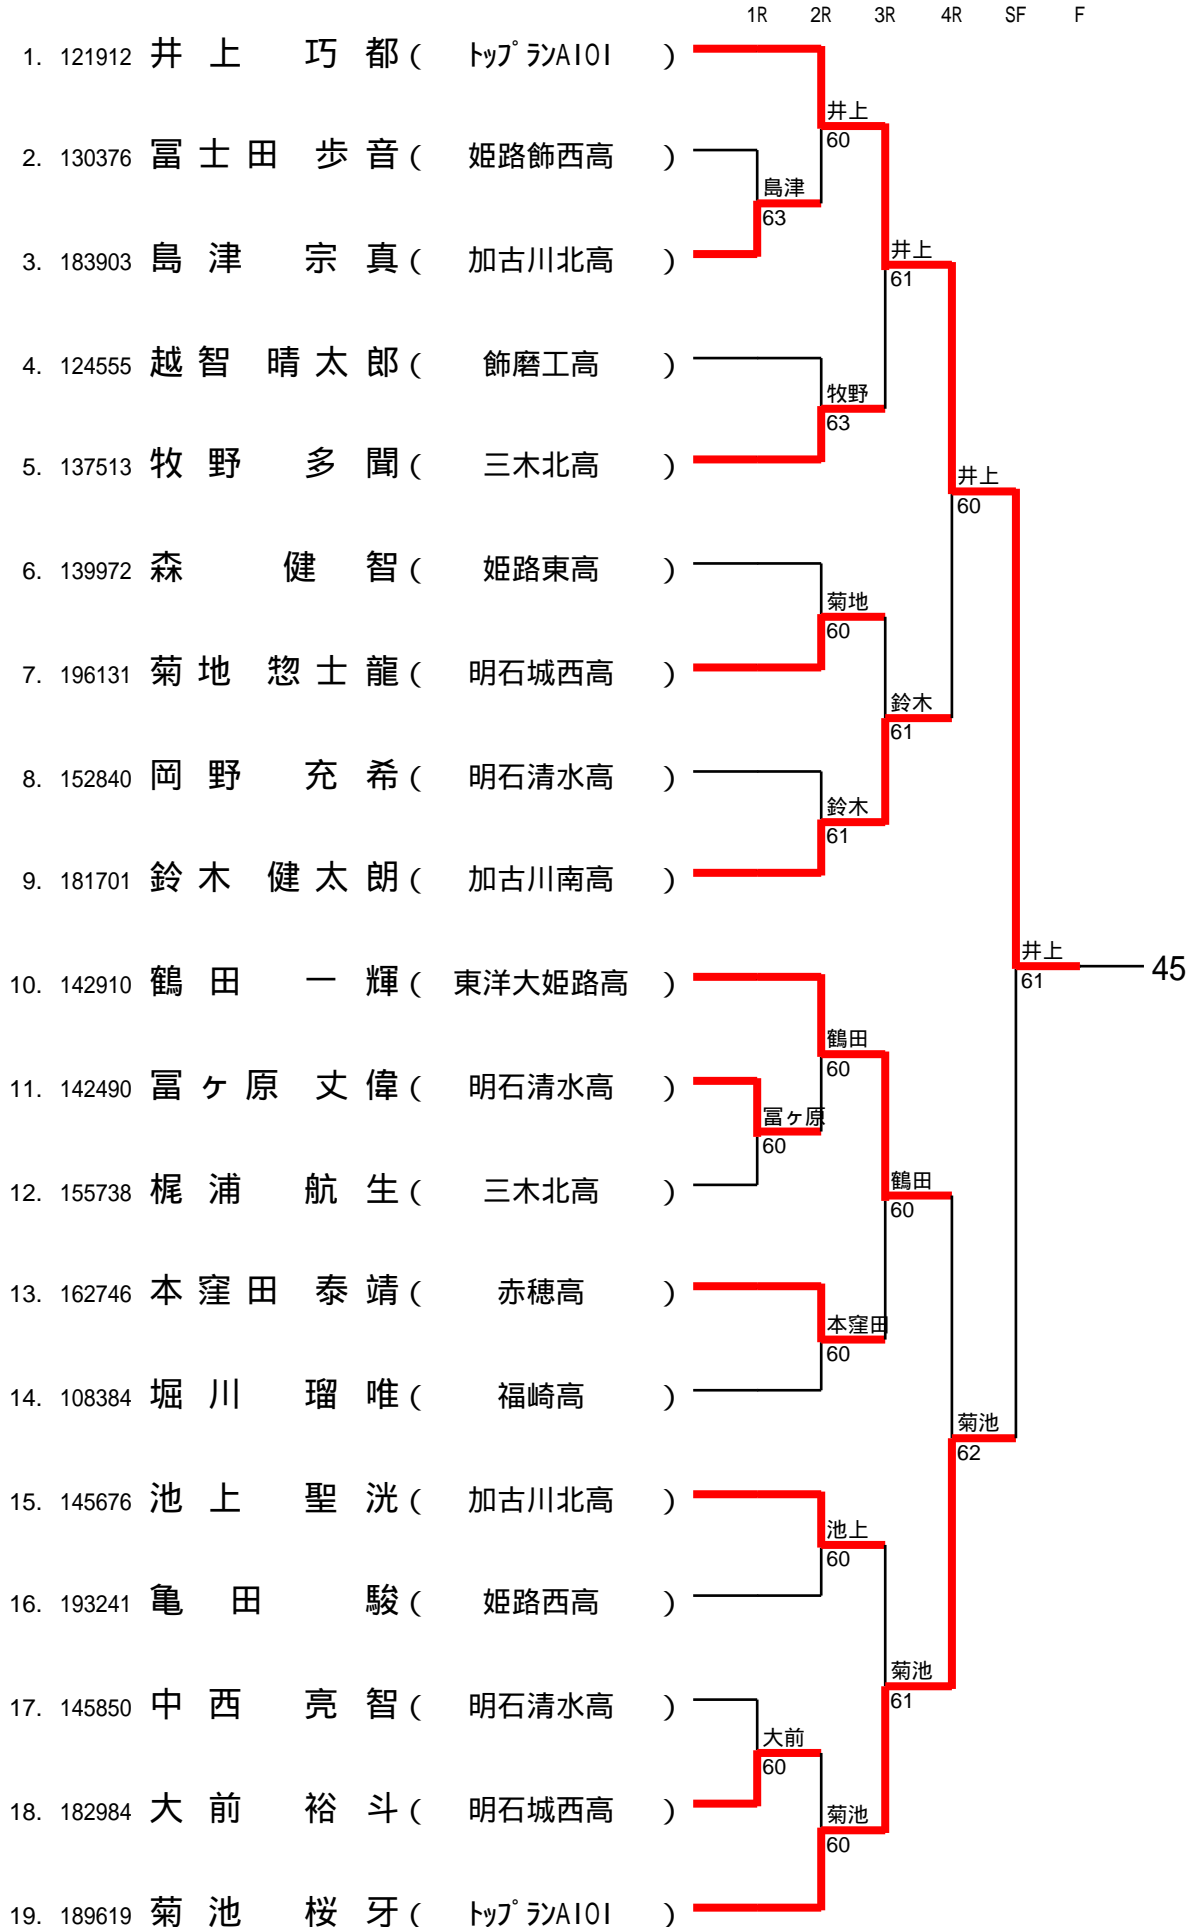 1R 2R 3R 4R SF F
1. 121912 井上 巧都 ( トップランAIOI )
井上
60
2. 130376 冨士田 歩音 ( 姫路飾西高 )
島津
63
3. 183903 島津 宗真 ( 加古川北高 )
井上
61
4. 124555 越智 晴太郎 ( 飾磨工高 )
牧野
63
5. 137513 牧野 多聞 ( 三木北高 )
井上
60
6. 139972 森 健智 ( 姫路東高 )
菊地
60
7. 196131 菊地 惣士龍 ( 明石城西高 )
鈴木
61
8. 152840 岡野 充希 ( 明石清水高 )
鈴木
61
9. 181701 鈴木 健太朗 ( 加古川南高 )
井上
61
45
10. 142910 鶴田 一輝 ( 東洋大姫路高 )
鶴田
60
11. 142490 冨ヶ原 丈偉 ( 明石清水高 )
冨ヶ原
60
12. 155738 梶浦 航生 ( 三木北高 )
鶴田
60
13. 162746 本窪田 泰靖 ( 赤穂高 )
本窪田
60
14. 108384 堀川 瑠唯 ( 福崎高 )
菊池
62
15. 145676 池上 聖洸 ( 加古川北高 )
池上
60
16. 193241 亀田 駿 ( 姫路西高 )
菊池
61
17. 145850 中西 亮智 ( 明石清水高 )
大前
60
18. 182984 大前 裕斗 ( 明石城西高 )
菊池
60
19. 189619 菊池 桜牙 ( トップランAIOI )